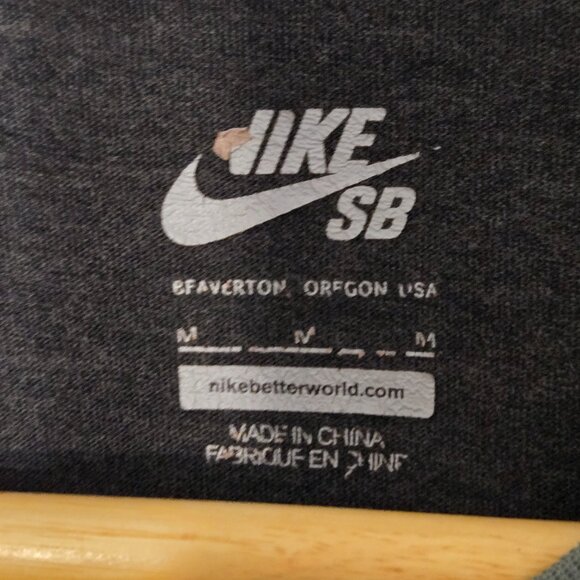 NIKE
SB
BEAVERTON, OREGON USA
M M M
nikebetterworld.com
MADE IN CHINA
FABRIQUE EN CHINE